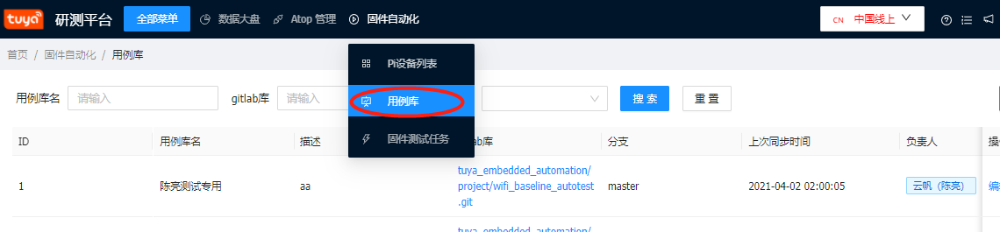 tuya 研测平台 全部菜单 数据大盘 Atop 管理 固件自动化 CN 中国线上
首页 / 固件自动化 / 用例库
Pi设备列表
用例库
固件测试任务
用例库名 请输入 gitlab库 请输入 搜 索 重 置
ID 用例库名 描述 ab库 分支 上次同步时间 负责人
1 陈亮测试专用 aa tuya_embedded_automation/
project/wifi_baseline_autotest
.git master 2021-04-02 02:00:05 云帆（陈亮）
tuya_embedded_automation/